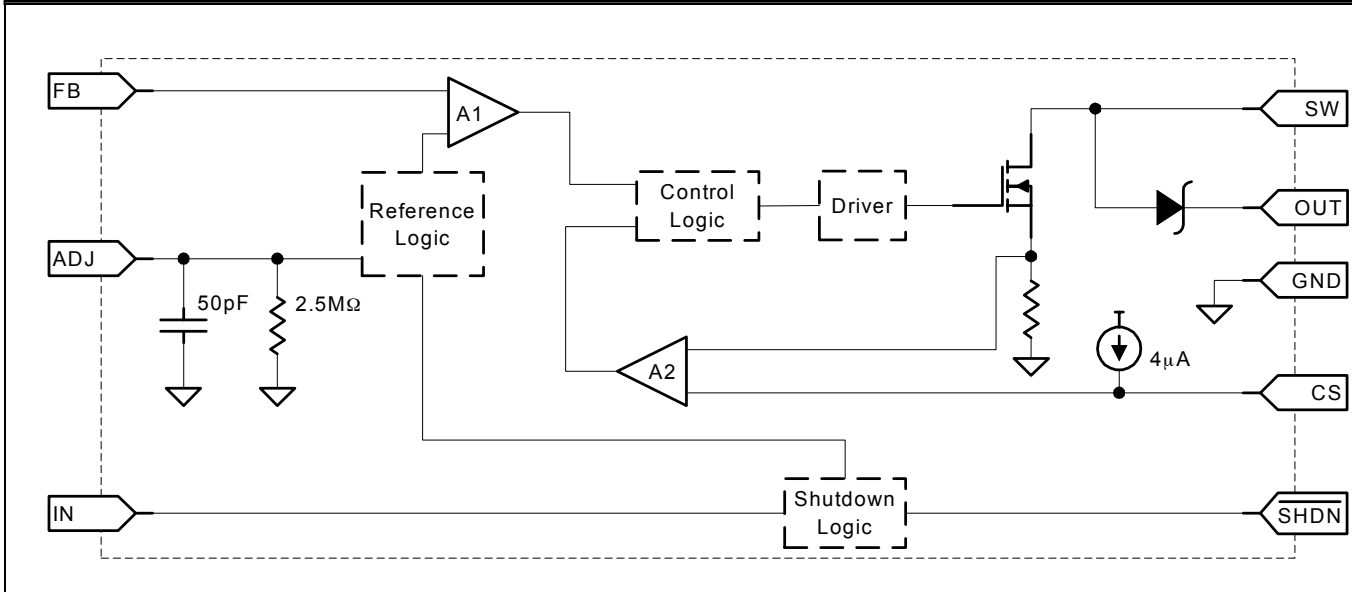 FB
A1
SW
Reference
Logic
Control
Logic
Driver
OUT
ADJ
50pF
2.5MΩ
GND
A2
4μA
CS
IN
Shutdown
Logic
SHDN